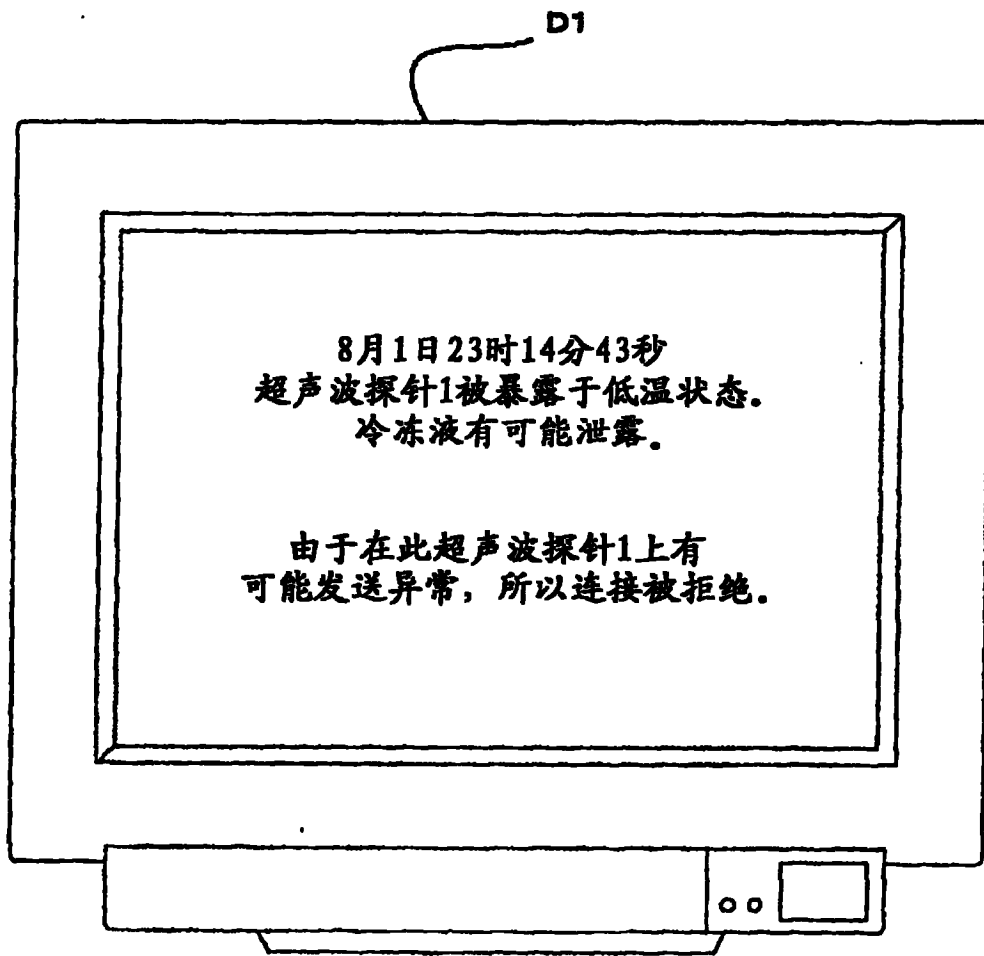 D1
8月1日23时14分43秒
超声波探针1被暴露于低温状态。
冷冻液有可能泄露。
由于在此超声波探针1上有
可能发送异常，所以连接被拒绝。